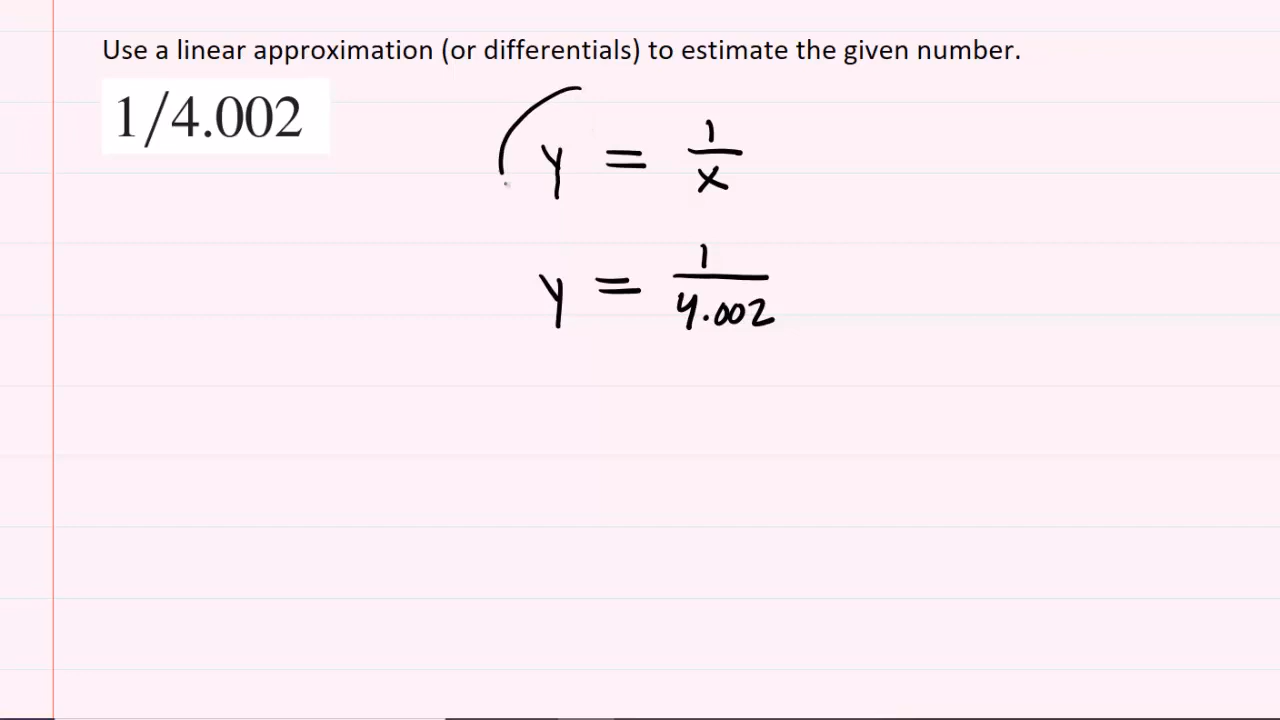 Use a linear approximation (or differentials) to estimate the given number.
1/4.002
y = 1/x
y = 1/4.002